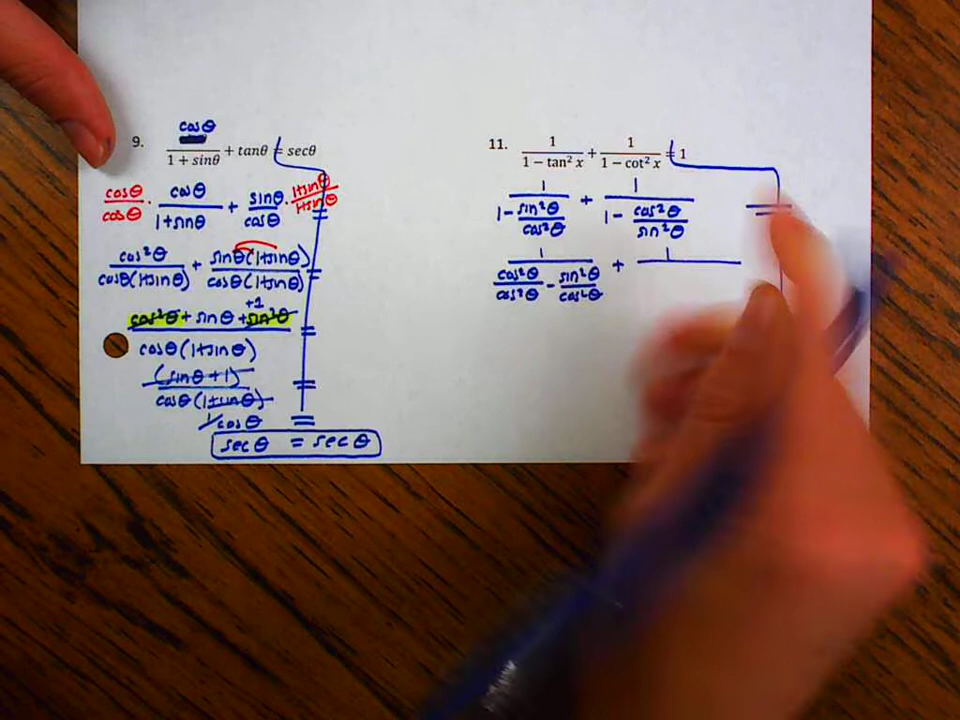 9. cosθ / 1 + sinθ + tanθ = secθ
cosθ/cosθ · cosθ/1+sinθ + sinθ/cosθ · 1+sinθ/1+sinθ =
cos²θ/cosθ(1+sinθ) + sinθ(1+sinθ)/cosθ(1+sinθ) =
+1
cos²θ + sinθ + sin²θ =
cosθ(1+sinθ)
(sinθ + 1) =
cosθ(1+sinθ)
1/cosθ =
secθ = secθ
11. 1/1 − tan² x + 1/1 − cot² x = 1
1/1 - sin²θ/cos²θ + 1/1 - cos²θ/sin²θ =
1/cos²θ/cos²θ - sin²θ/cos²θ + 1